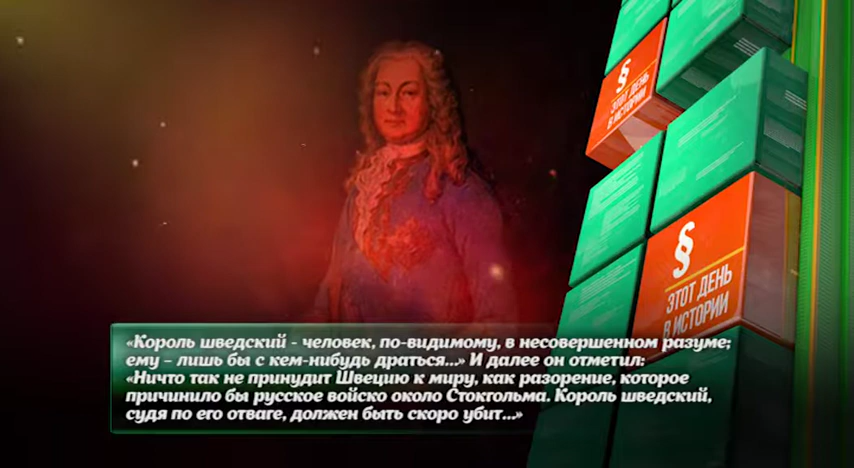 §
ЭТОТ ДЕНЬ
В ИСТОРИИ
§
ЭТОТ ДЕНЬ
В ИСТОРИИ
«Король шведский - человек, по-видимому, в несовершенном разуме;
ему – лишь бы с кем-нибудь драться...» И далее он отметил:
«Ничто так не принудит Швецию к миру, как разорение, которое
причинило бы русское войско около Стокгольма. Король шведский,
судя по его отваге, должен быть скоро убит...»